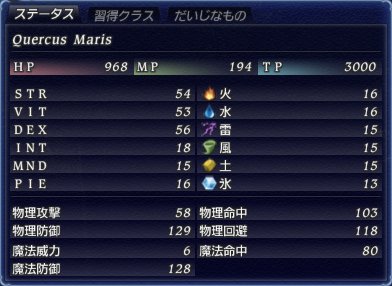 ステータス 習得クラス だいじなもの
Quercus Maris
HP 968 MP 194 TP 3000
STR 54 火 16
VIT 53 水 16
DEX 56 雷 15
INT 18 風 15
MND 15 土 15
PIE 16 氷 13
物理攻撃 58 物理命中 103
物理防御 129 物理回避 118
魔法威力 6 魔法命中 80
魔法防御 128